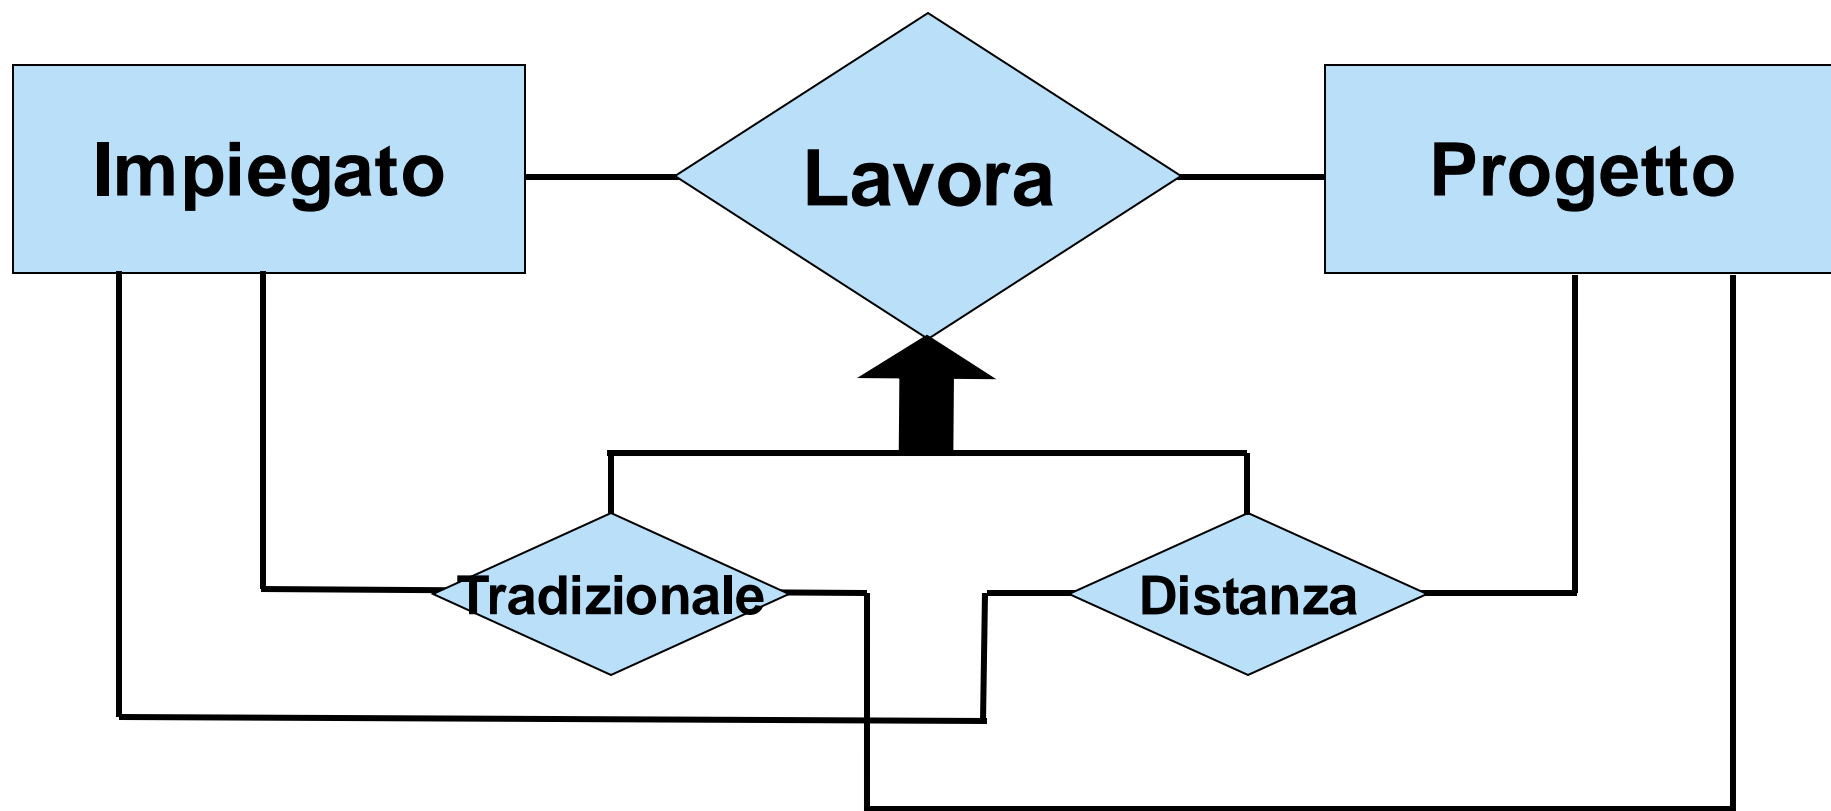 Impiegato
Lavora
Progetto
Tradizionale
Distanza